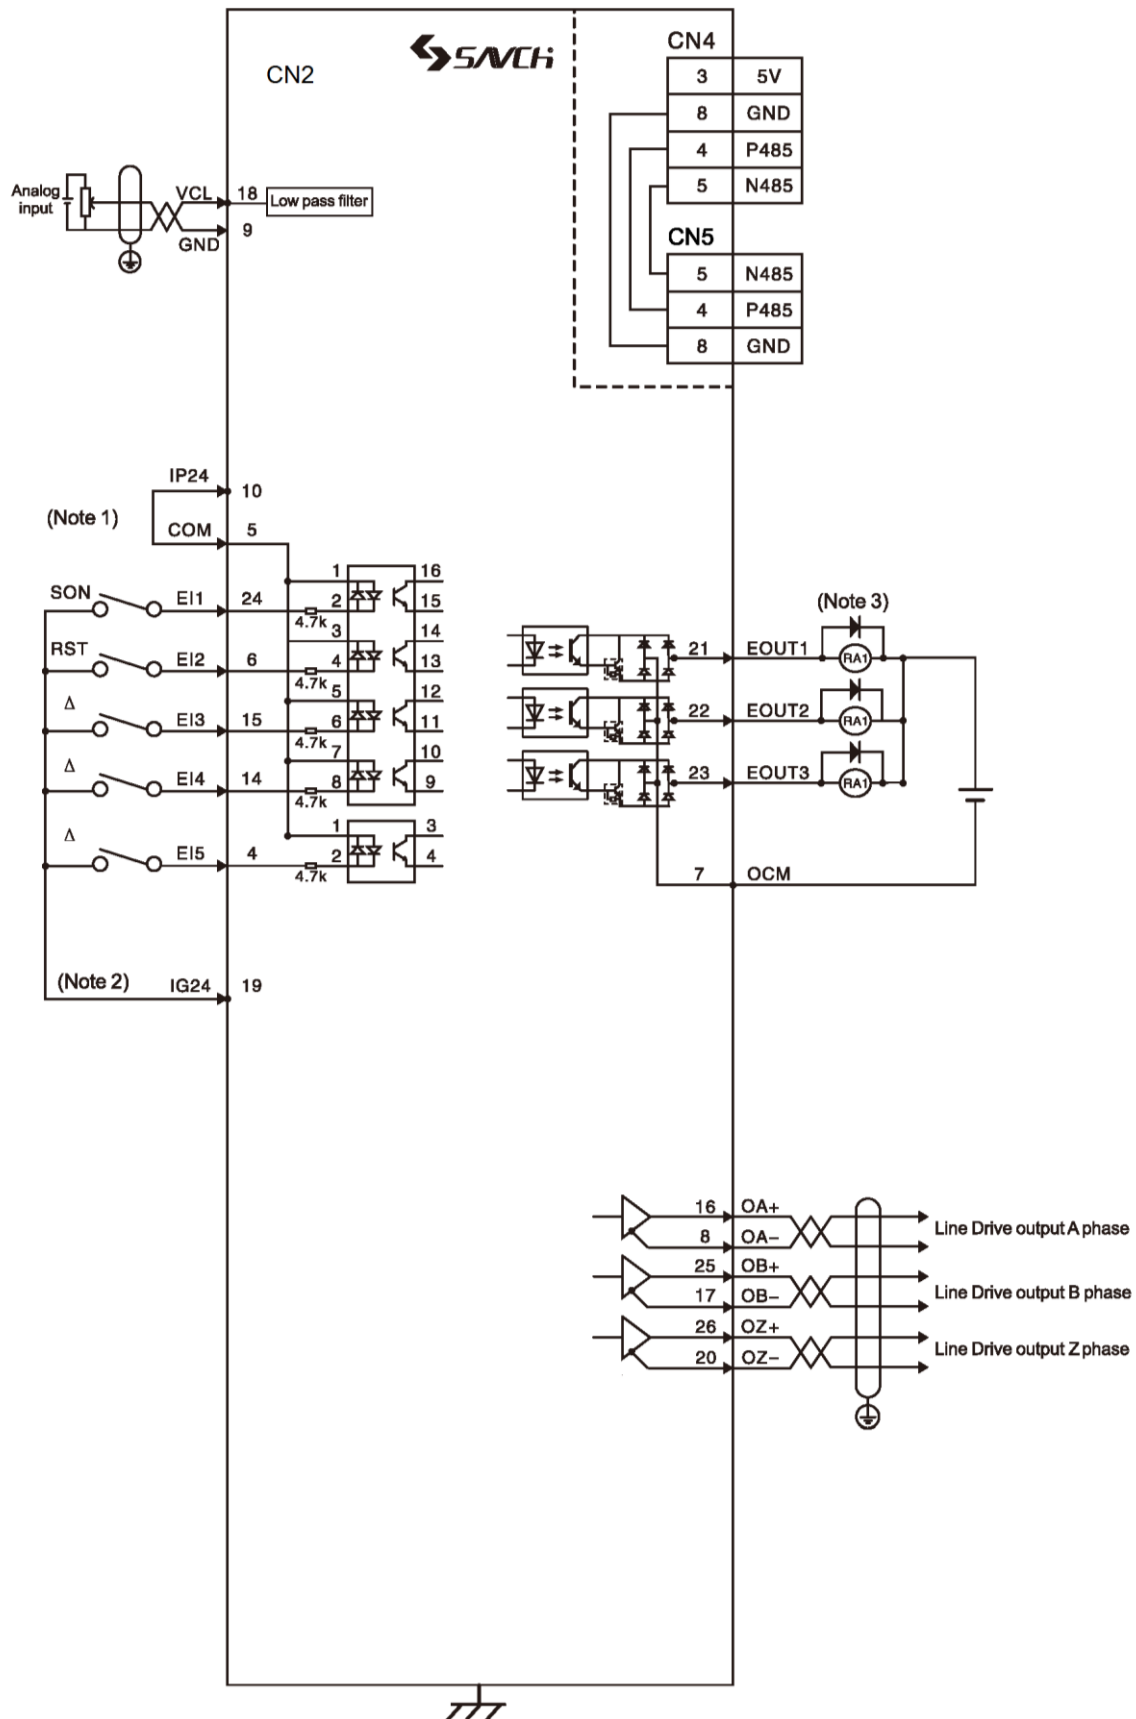 SAVCH
CN2
CN4
3 5V
8 GND
4 P485
5 N485
CN5
5 N485
4 P485
8 GND
Analog
input
VCL 18 Low pass filter
GND 9
IP24 10
(Note 1)
COM 5
SON EI1 24 4.7k 1 2 16 15
RST EI2 6 4.7k 3 4 14 13
Δ EI3 15 4.7k 5 6 12 11
Δ EI4 14 4.7k 7 8 10 9
Δ EI5 4 4.7k 1 2 3 4
(Note 2) IG24 19
(Note 3)
21 EOUT1 RA1
22 EOUT2 RA1
23 EOUT3 RA1
7 OCM
16 OA+
8 OA−
Line Drive output A phase
25 OB+
17 OB−
Line Drive output B phase
26 OZ+
20 OZ−
Line Drive output Z phase